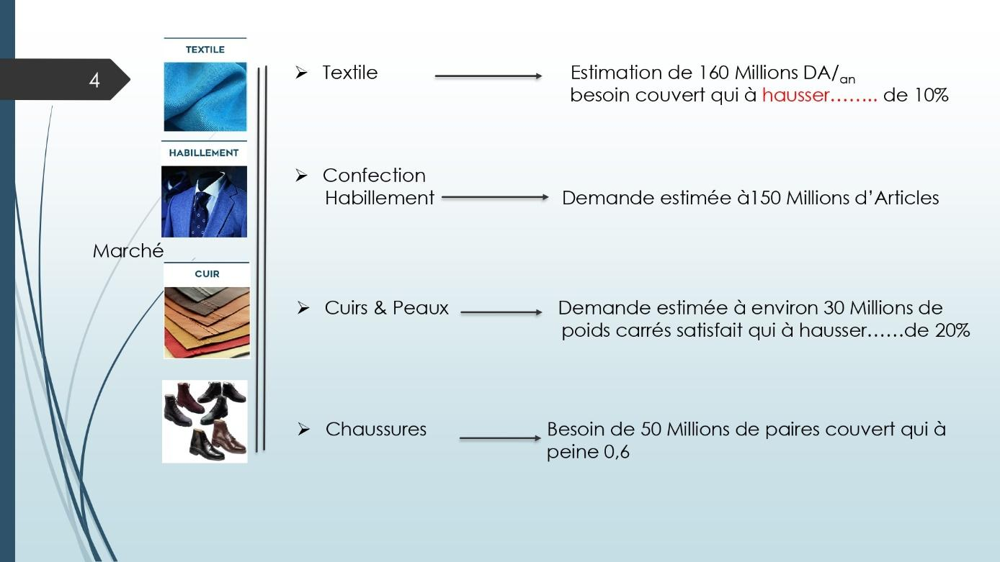 4
TEXTILE
➢ Textile
Estimation de 160 Millions DA/an
besoin couvert qui à hausser…….. de 10%
HABILLEMENT
➢ Confection
Habillement
Demande estimée à150 Millions d’Articles
Marché
CUIR
➢ Cuirs & Peaux
Demande estimée à environ 30 Millions de
poids carrés satisfait qui à hausser……de 20%
➢ Chaussures
Besoin de 50 Millions de paires couvert qui à
peine 0,6